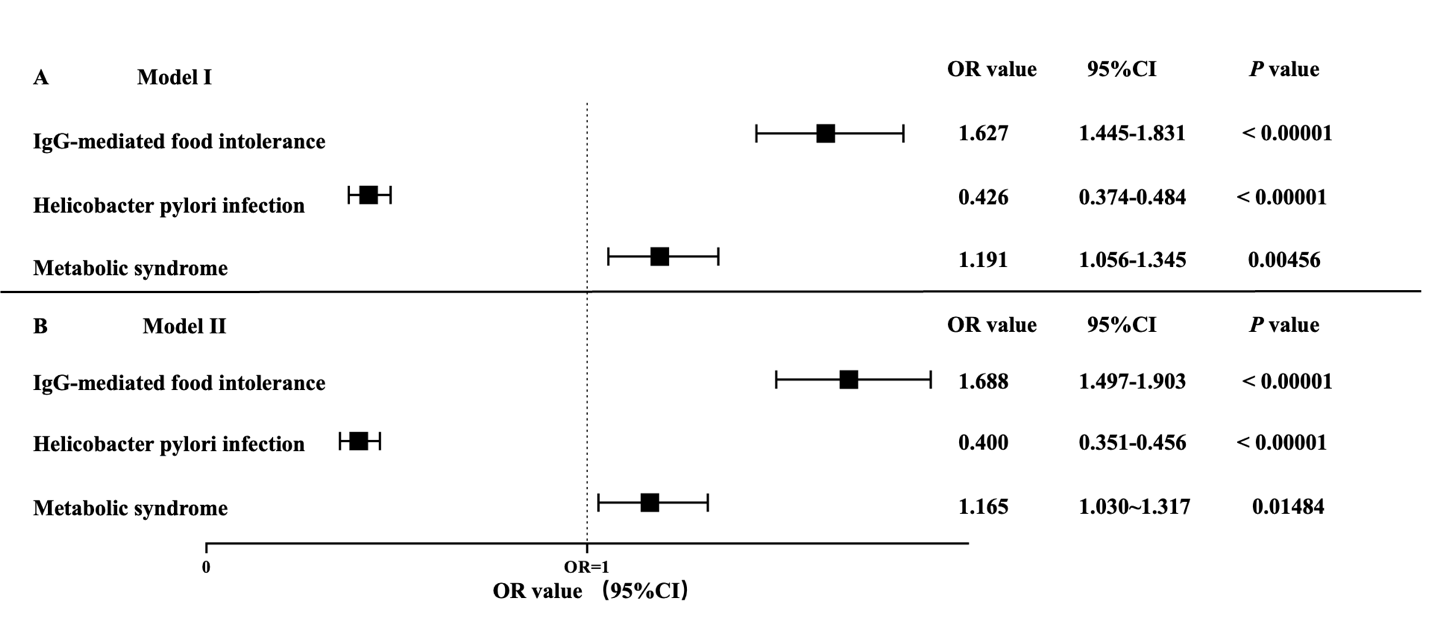 A Model I OR value 95%CI P value
IgG-mediated food intolerance 1.627 1.445-1.831 < 0.00001
Helicobacter pylori infection 0.426 0.374-0.484 < 0.00001
Metabolic syndrome 1.191 1.056-1.345 0.00456
B Model II OR value 95%CI P value
IgG-mediated food intolerance 1.688 1.497-1.903 < 0.00001
Helicobacter pylori infection 0.400 0.351-0.456 < 0.00001
Metabolic syndrome 1.165 1.030~1.317 0.01484
0 OR=1
OR value （95%CI）